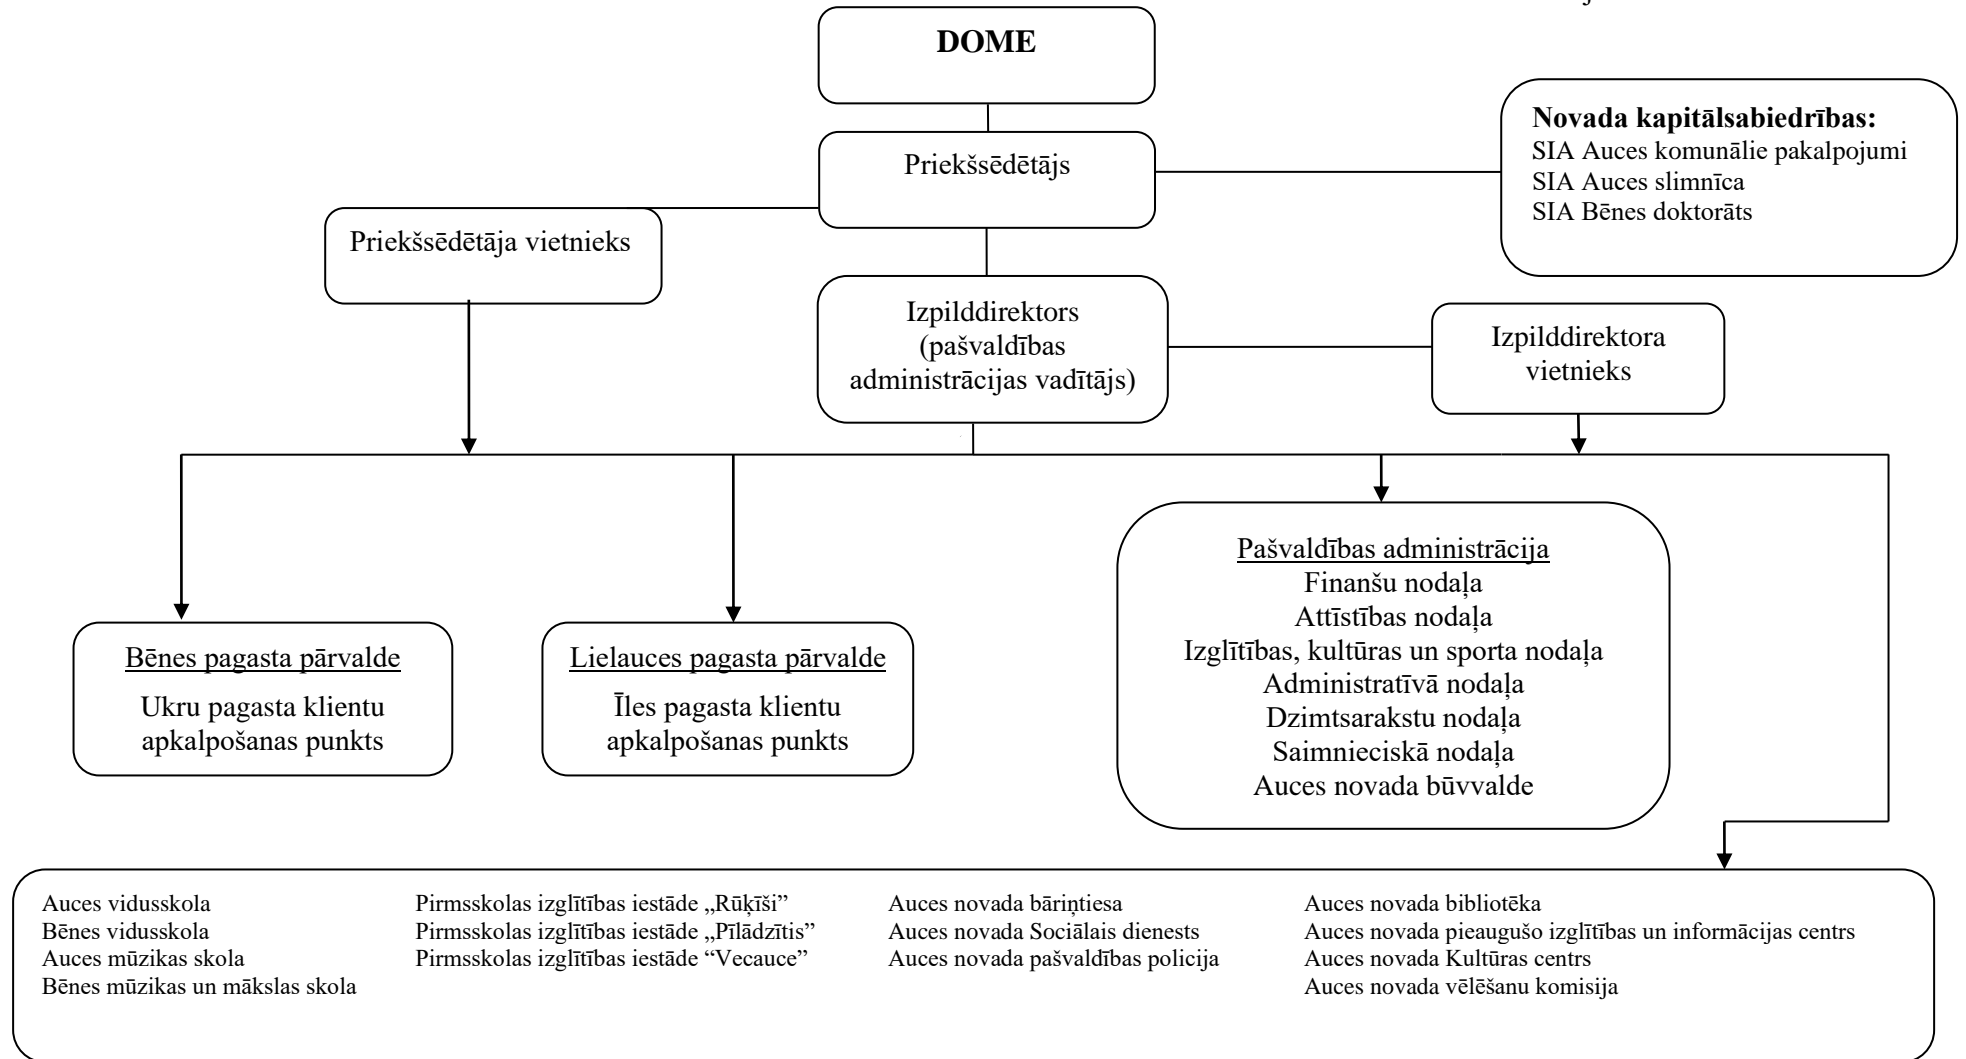 DOME
Novada kapitālsabiedrības:
SIA Auces komunālie pakalpojumi
SIA Auces slimnīca
SIA Bēnes doktorāts
Priekšsēdētājs
Priekšsēdētāja vietnieks
Izpilddirektors
(pašvaldības
administrācijas vadītājs)
Izpilddirektora
vietnieks
Bēnes pagasta pārvalde
Ukru pagasta klientu
apkalpošanas punkts
Lielauces pagasta pārvalde
Īles pagasta klientu
apkalpošanas punkts
Pašvaldības administrācija
Finanšu nodaļa
Attīstības nodaļa
Izglītības, kultūras un sporta nodaļa
Administratīvā nodaļa
Dzimtsarakstu nodaļa
Saimnieciskā nodaļa
Auces novada būvvalde
Auces vidusskola
Bēnes vidusskola
Auces mūzikas skola
Bēnes mūzikas un mākslas skola
Pirmsskolas izglītības iestāde „Rūķīši”
Pirmsskolas izglītības iestāde „Pīlādzītis”
Pirmsskolas izglītības iestāde “Vecauce”
Auces novada bāriņtiesa
Auces novada Sociālais dienests
Auces novada pašvaldības policija
Auces novada bibliotēka
Auces novada pieaugušo izglītības un informācijas centrs
Auces novada Kultūras centrs
Auces novada vēlēšanu komisija